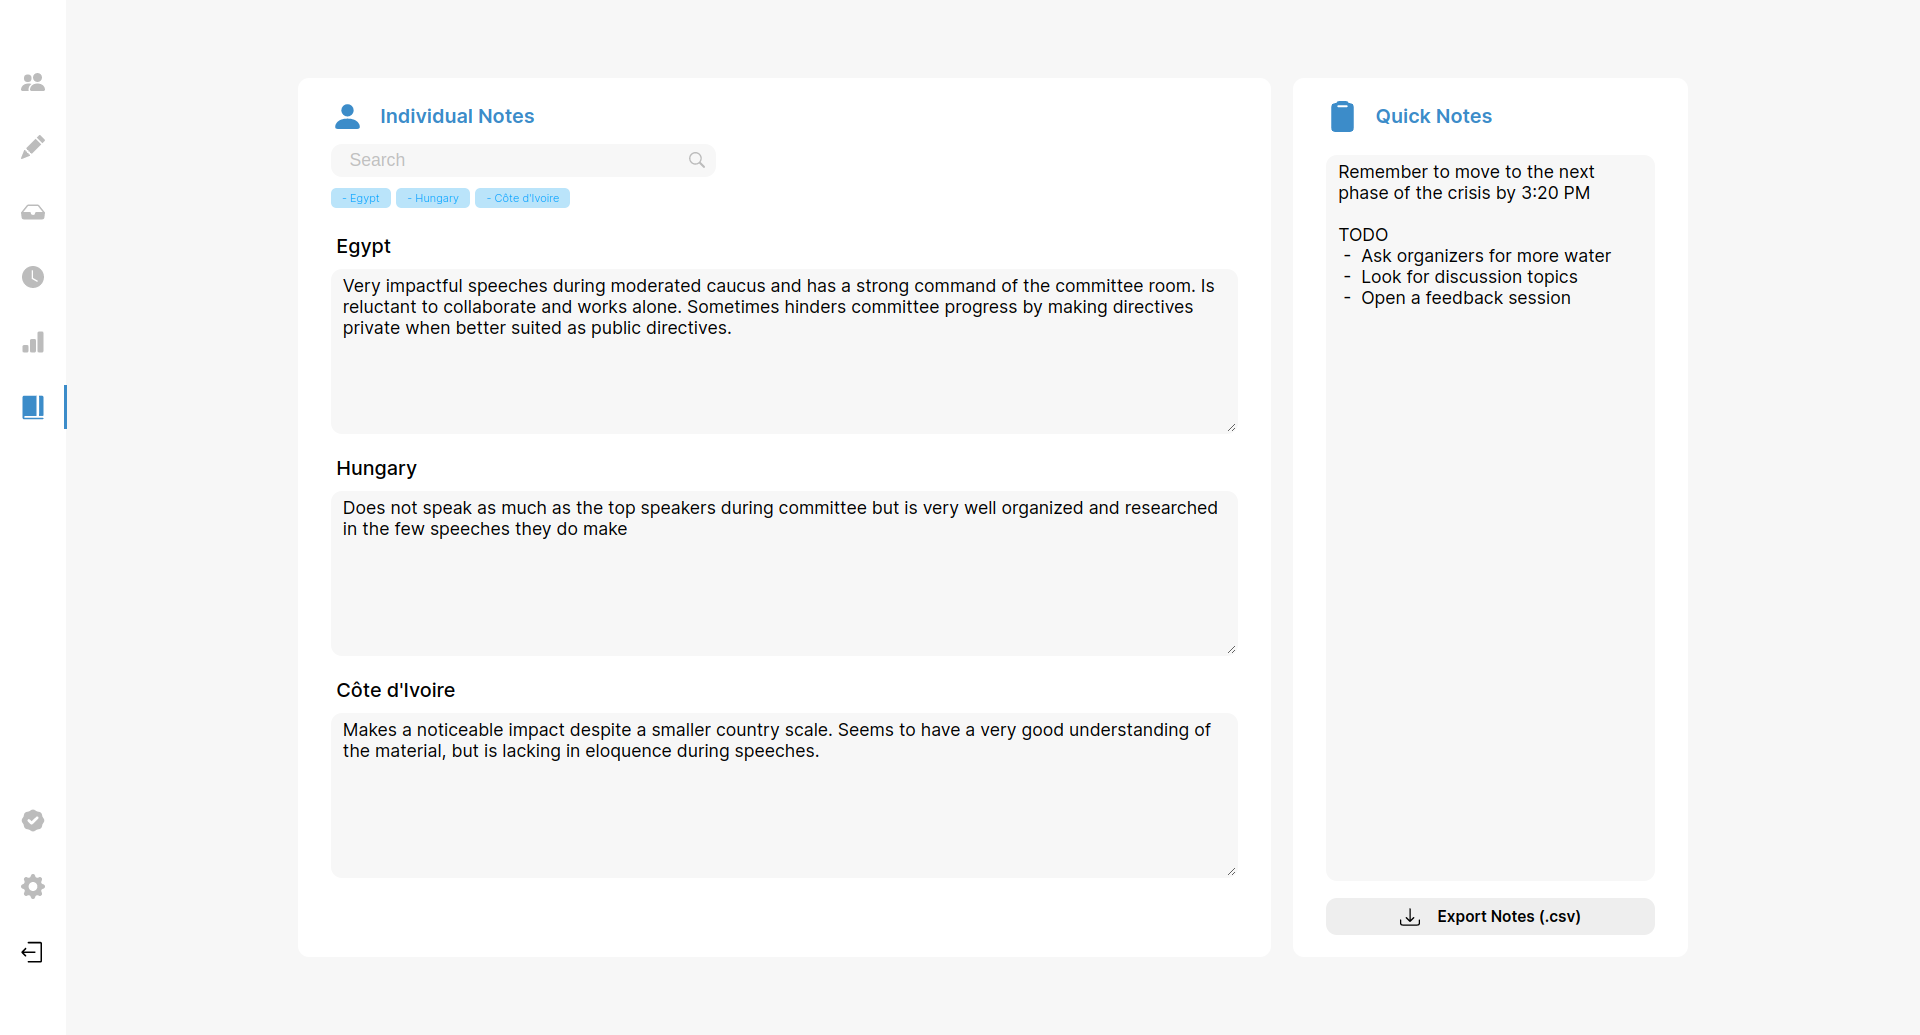 Individual Notes
Search
- Egypt
- Hungary
- Côte d'Ivoire
Egypt
Very impactful speeches during moderated caucus and has a strong command of the committee room. Is
reluctant to collaborate and works alone. Sometimes hinders committee progress by making directives
private when better suited as public directives.
Hungary
Does not speak as much as the top speakers during committee but is very well organized and researched
in the few speeches they do make
Côte d'Ivoire
Makes a noticeable impact despite a smaller country scale. Seems to have a very good understanding of
the material, but is lacking in eloquence during speeches.
Quick Notes
Remember to move to the next
phase of the crisis by 3:20 PM
TODO
- Ask organizers for more water
- Look for discussion topics
- Open a feedback session
Export Notes (.csv)